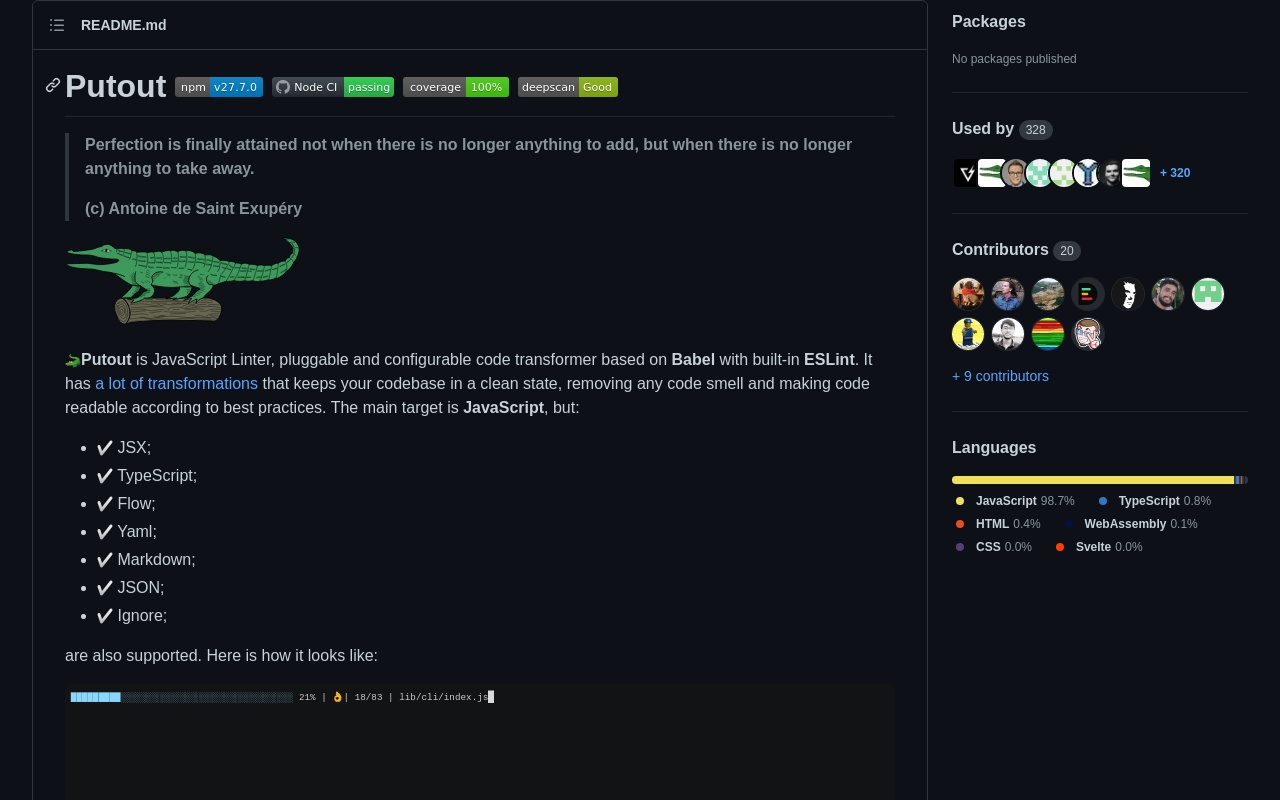 README.md
Putout npm v27.7.0 Node CI passing coverage 100% deepscan Good
Perfection is finally attained not when there is no longer anything to add, but when there is no longer
anything to take away.
(c) Antoine de Saint Exupéry
Putout is JavaScript Linter, pluggable and configurable code transformer based on Babel with built-in ESLint. It
has a lot of transformations that keeps your codebase in a clean state, removing any code smell and making code
readable according to best practices. The main target is JavaScript, but:
✔️ JSX;
✔️ TypeScript;
✔️ Flow;
✔️ Yaml;
✔️ Markdown;
✔️ JSON;
✔️ Ignore;
are also supported. Here is how it looks like:
21% | 👌| 18/83 | lib/cli/index.js
Packages
No packages published
Used by 328
+ 320
Contributors 20
+ 9 contributors
Languages
JavaScript 98.7% TypeScript 0.8%
HTML 0.4% WebAssembly 0.1%
CSS 0.0% Svelte 0.0%